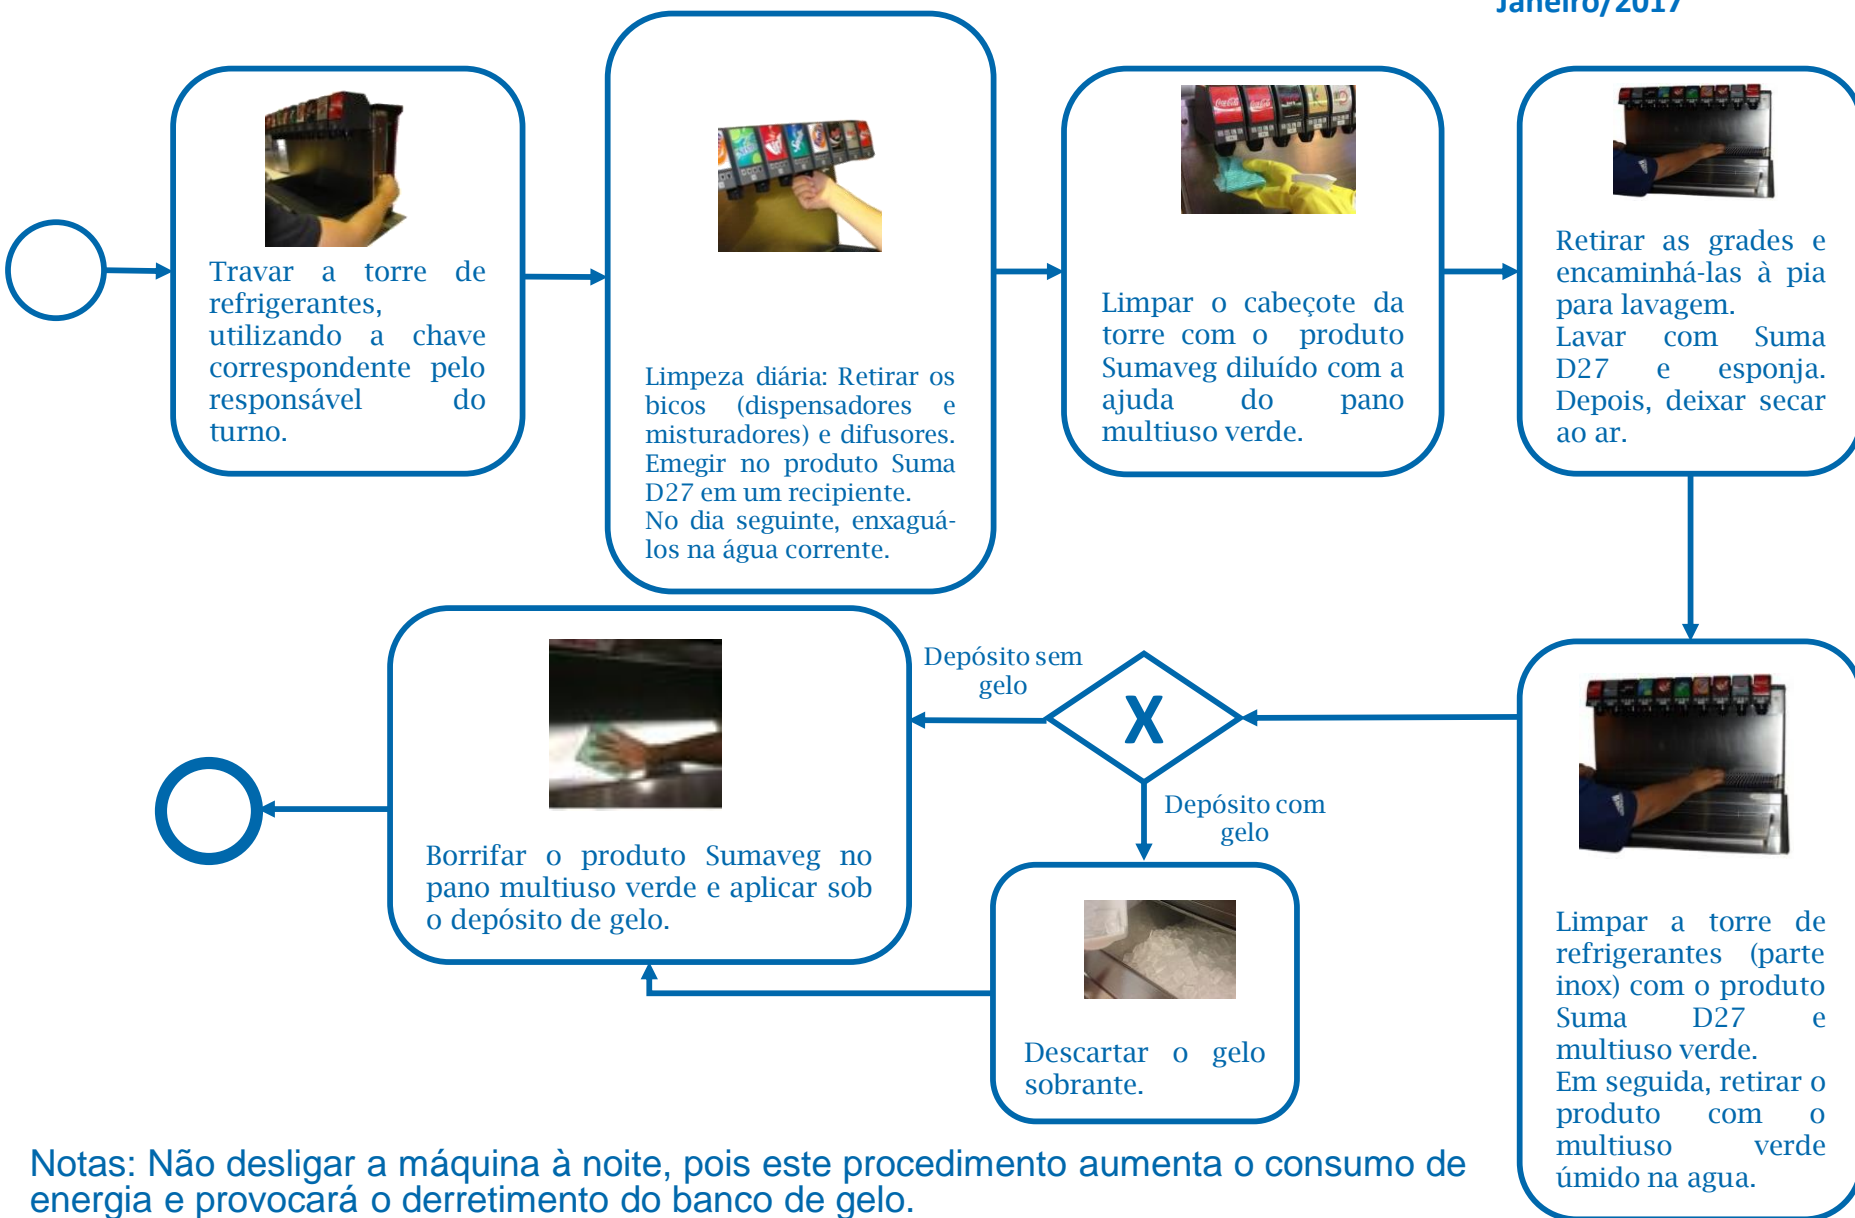 Janeiro/2017
Travar a torre de
refrigerantes,
utilizando a chave
correspondente pelo
responsável do
turno.
Limpeza diária: Retirar os
bicos (dispensadores e
misturadores) e difusores.
Emegir no produto Suma
D27 em um recipiente.
No dia seguinte, enxaguá-
los na água corrente.
Limpar o cabeçote da
torre com o produto
Sumaveg diluído com a
ajuda do pano
multiuso verde.
Retirar as grades e
encaminhá-las à pia
para lavagem.
Lavar com Suma
D27 e esponja.
Depois, deixar secar
ao ar.
Limpar a torre de
refrigerantes (parte
inox) com o produto
Suma D27 e
multiuso verde.
Em seguida, retirar o
produto com o
multiuso verde
úmido na agua.
X
Depósito sem
gelo
Depósito com
gelo
Descartar o gelo
sobrante.
Borrifar o produto Sumaveg no
pano multiuso verde e aplicar sob
o depósito de gelo.
Notas: Não desligar a máquina à noite, pois este procedimento aumenta o consumo de
energia e provocará o derretimento do banco de gelo.